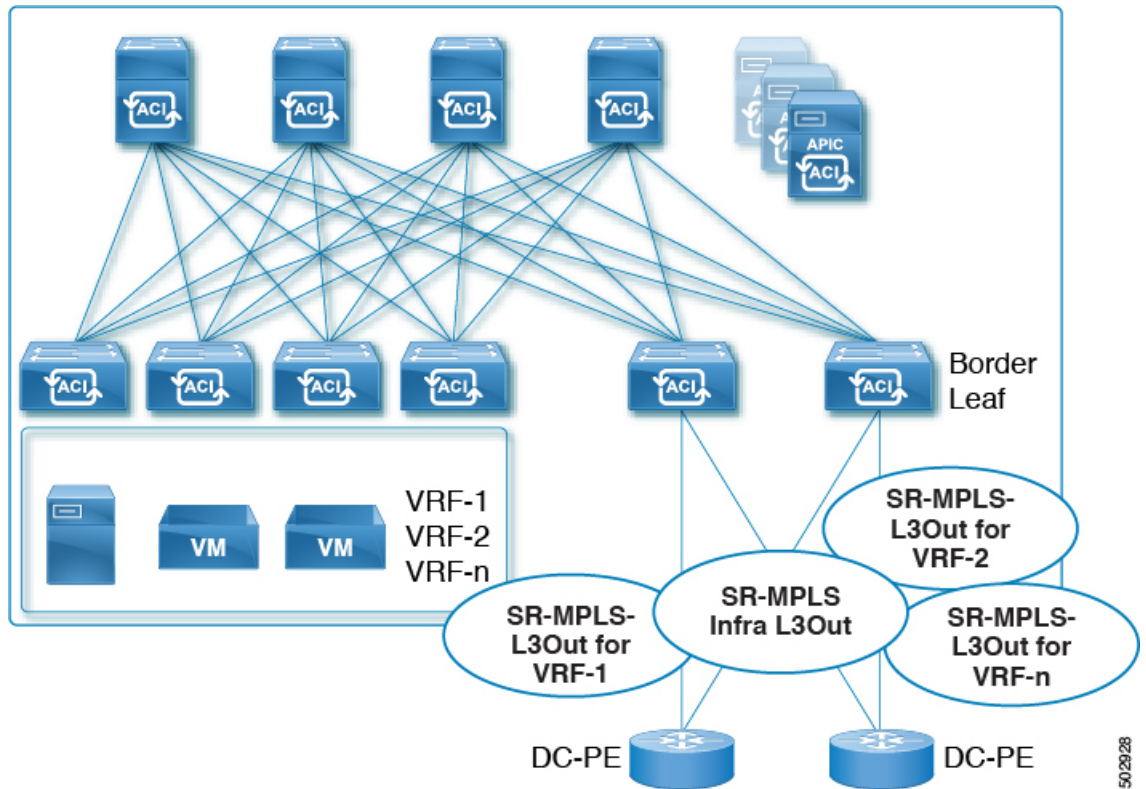 ACI
ACI
ACI
ACI
APIC
ACI
ACI
ACI
ACI
ACI
ACI
ACI
Border
Leaf
VM
VM
VRF-1
VRF-2
VRF-n
SR-MPLS-
L3Out for
VRF-2
SR-MPLS
Infra L3Out
SR-MPLS-
L3Out for
VRF-1
SR-MPLS-
L3Out for
VRF-n
DC-PE
DC-PE
502928